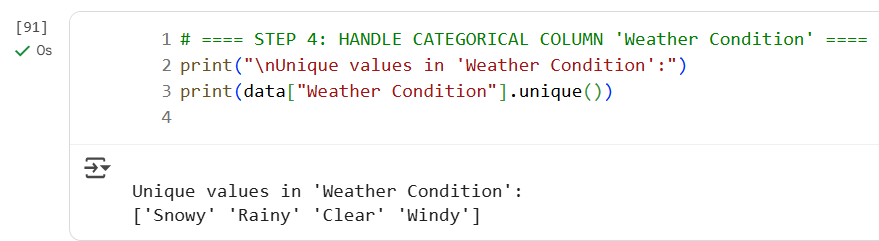 [91]
0s
1 # ==== STEP 4: HANDLE CATEGORICAL COLUMN 'Weather Condition' ====
2 print("\nUnique values in 'Weather Condition':")
3 print(data["Weather Condition"].unique())
4
Unique values in 'Weather Condition':
['Snowy' 'Rainy' 'Clear' 'Windy']